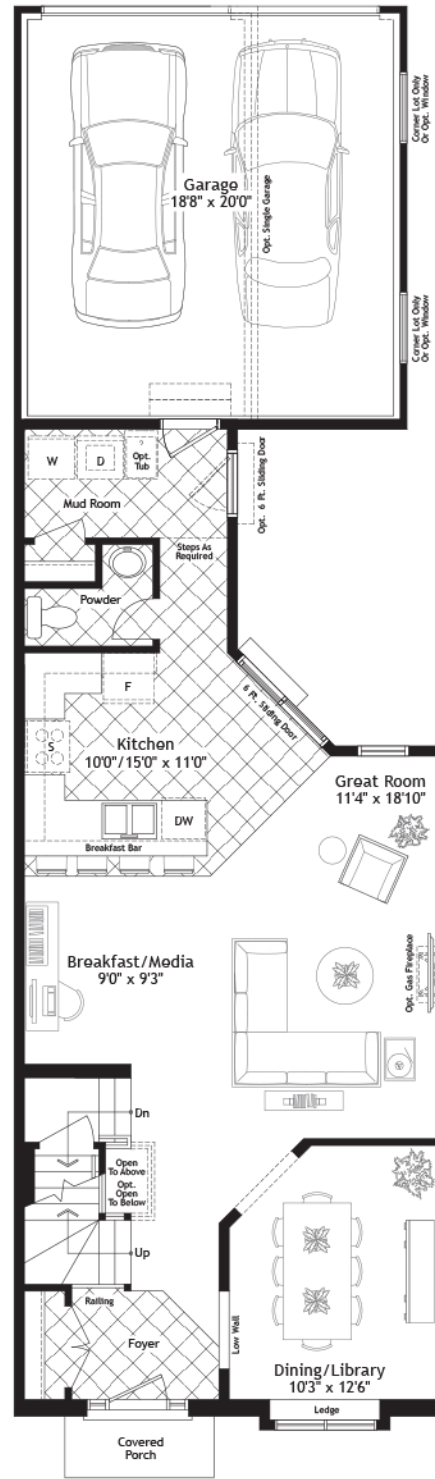 Garage
18'8" x 20'0"
Opt. Single Garage
Corner Lot Only
Or Opt. Window
Corner Lot Only
Or Opt. Window
W
D
Opt.
Tub
Mud Room
Opt. 6 Ft. Sliding Door
Steps As
Required
Powder
F
6 Ft. Sliding Door
S
Kitchen
10'0"/15'0" x 11'0"
DW
Breakfast Bar
Great Room
11'4" x 18'10"
Breakfast/Media
9'0" x 9'3"
Opt. Gas Fireplace
Dn
Open
To Above
Opt.
Open
To Below
Up
Railing
Foyer
Low Wall
Dining/Library
10'3" x 12'6"
Ledge
Covered
Porch